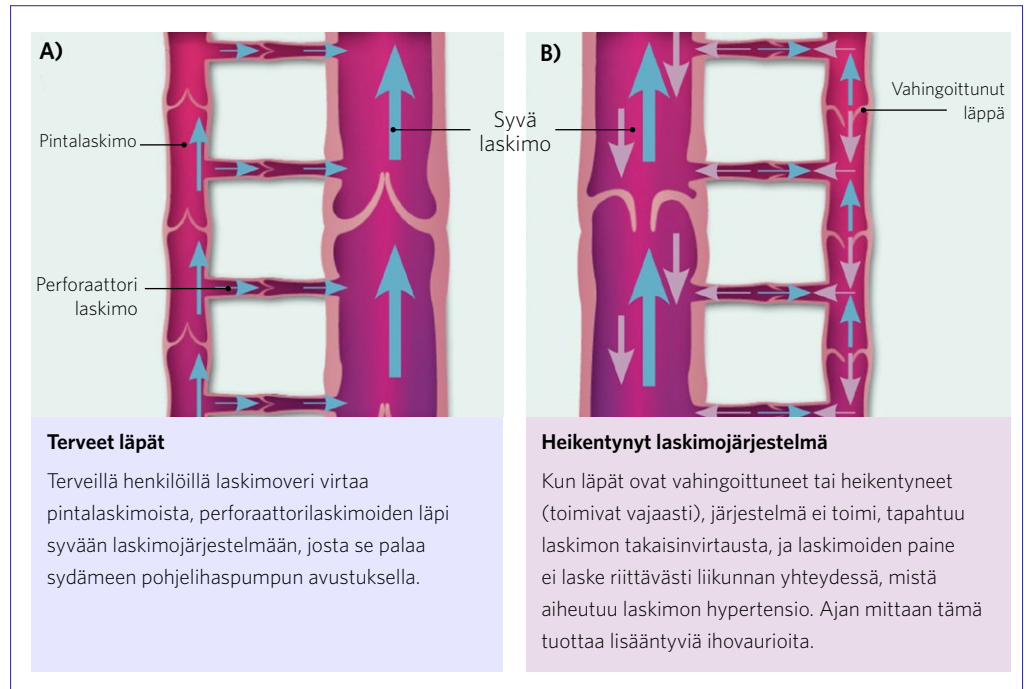 A)
Pintalaskimo
Perforaattori
laskimo
Syvä
laskimo
B)
Vahingoittunut
läppä
Terveet läpät
Terveillä henkilöillä laskimoveri virtaa
pintalaskimoista, perforaattorilaskimoiden läpi
syvään laskimojärjestelmään, josta se palaa
sydämeen pohjelihaspumpun avustuksella.
Heikentynyt laskimojärjestelmä
Kun läpät ovat vahingoittuneet tai heikentyneet
(toimivat vajaasti), järjestelmä ei toimi, tapahtuu
laskimon takaisinvirtausta, ja laskimoiden paine
ei laske riittävästi liikunnan yhteydessä, mistä
aiheutuu laskimon hypertensio. Ajan mittaan tämä
tuottaa lisääntyviä ihovaurioita.